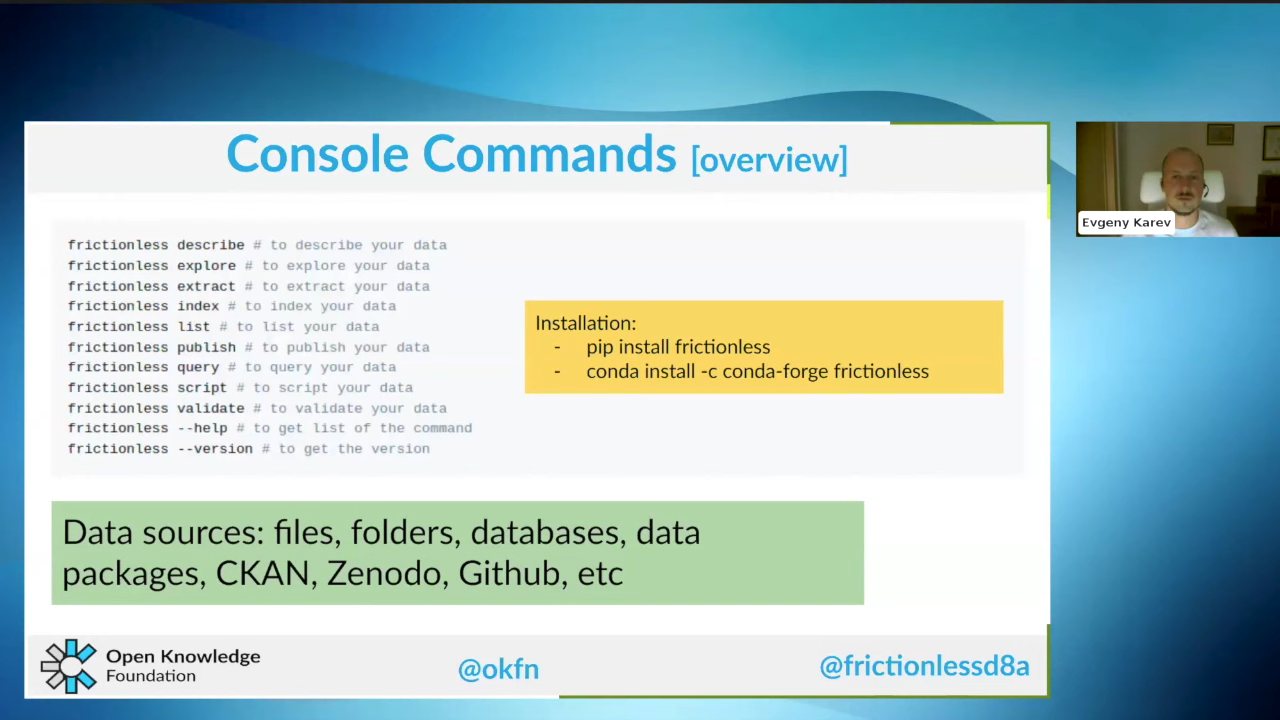 Console Commands [overview]
frictionless describe # to describe your data
frictionless explore # to explore your data
frictionless extract # to extract your data
frictionless index # to index your data
frictionless list # to list your data
frictionless publish # to publish your data
frictionless query # to query your data
frictionless script # to script your data
frictionless validate # to validate your data
frictionless --help # to get list of the command
frictionless --version # to get the version
Installation:
- pip install frictionless
- conda install -c conda-forge frictionless
Data sources: files, folders, databases, data
packages, CKAN, Zenodo, Github, etc
Open Knowledge
Foundation
@okfn
@frictionlessd8a
Evgeny Karev